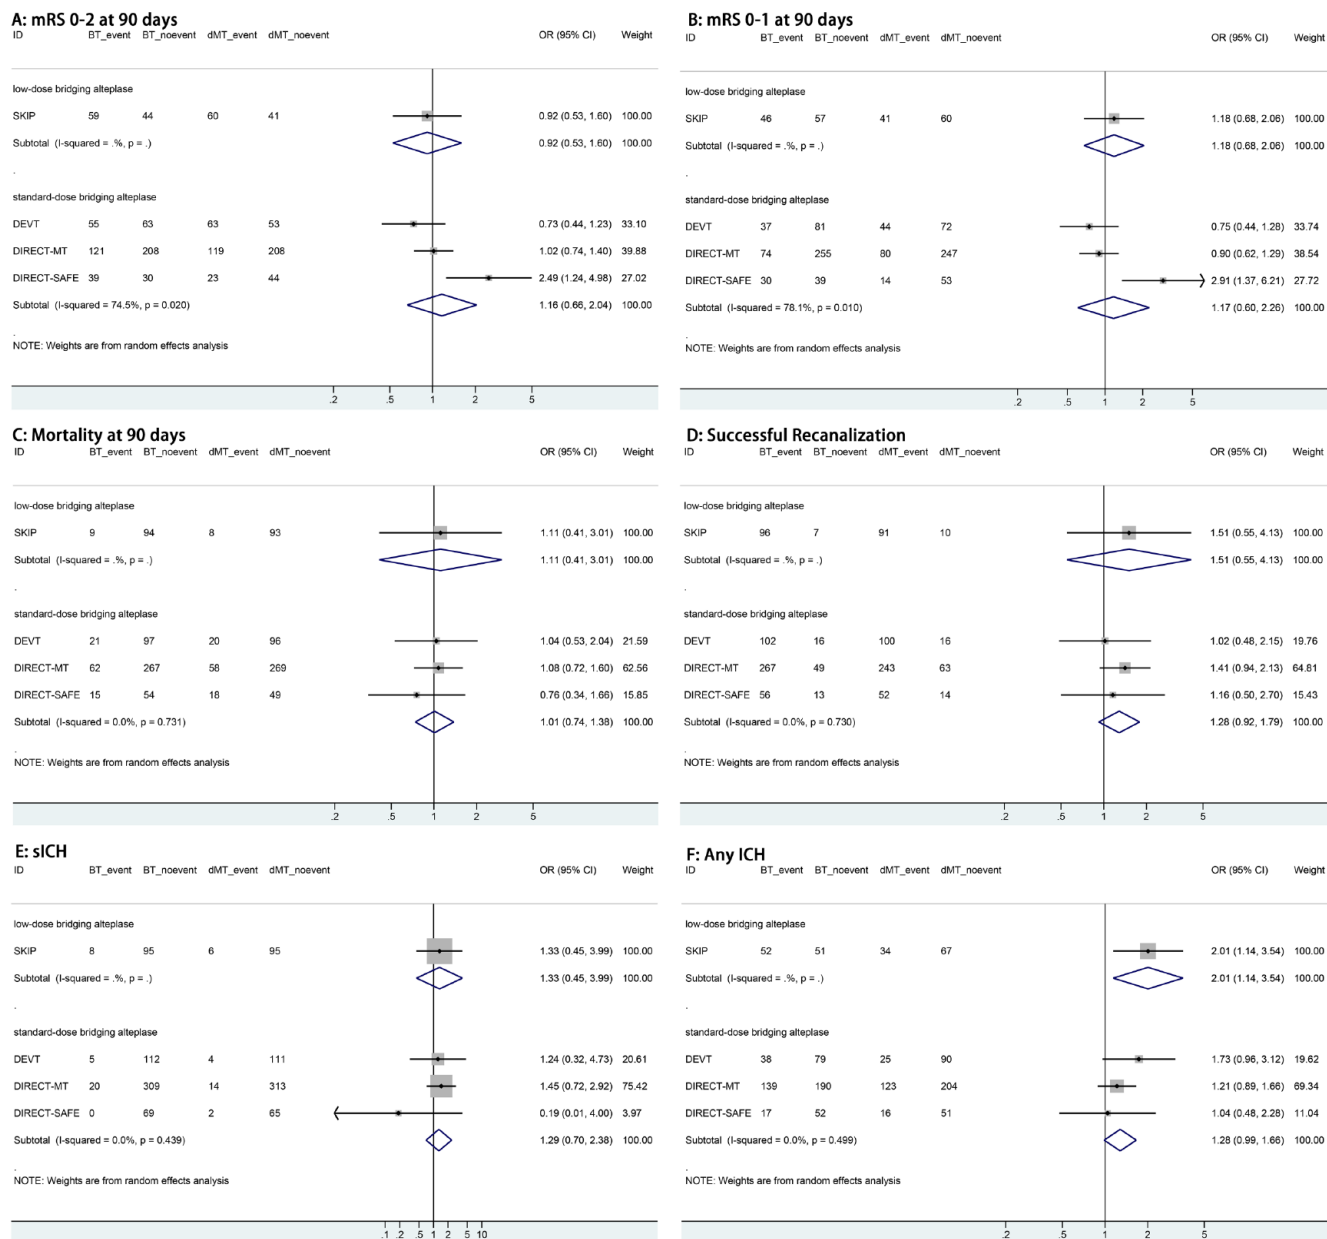 A: mRS 0-2 at 90 days
ID BT_event BT_noevent dMT_event dMT_noevent OR (95% CI) Weight
low-dose bridging alteplase
SKIP 59 44 60 41 0.92 (0.53, 1.60) 100.00
Subtotal (I-squared = .%, p = .) 0.92 (0.53, 1.60) 100.00
.
standard-dose bridging alteplase
DEVT 55 63 63 53 0.73 (0.44, 1.23) 33.10
DIRECT-MT 121 208 119 208 1.02 (0.74, 1.40) 39.88
DIRECT-SAFE 39 30 23 44 2.49 (1.24, 4.98) 27.02
Subtotal (I-squared = 74.5%, p = 0.020) 1.16 (0.66, 2.04) 100.00
.
NOTE: Weights are from random effects analysis
.2 .5 1 2 5
B: mRS 0-1 at 90 days
ID BT_event BT_noevent dMT_event dMT_noevent OR (95% CI) Weight
low-dose bridging alteplase
SKIP 46 57 41 60 1.18 (0.68, 2.06) 100.00
Subtotal (I-squared = .%, p = .) 1.18 (0.68, 2.06) 100.00
.
standard-dose bridging alteplase
DEVT 37 81 44 72 0.75 (0.44, 1.28) 33.74
DIRECT-MT 74 255 80 247 0.90 (0.62, 1.29) 38.54
DIRECT-SAFE 30 39 14 53 2.91 (1.37, 6.21) 27.72
Subtotal (I-squared = 78.1%, p = 0.010) 1.17 (0.60, 2.26) 100.00
.
NOTE: Weights are from random effects analysis
.2 .5 1 2 5
C: Mortality at 90 days
ID BT_event BT_noevent dMT_event dMT_noevent OR (95% CI) Weight
low-dose bridging alteplase
SKIP 9 94 8 93 1.11 (0.41, 3.01) 100.00
Subtotal (I-squared = .%, p = .) 1.11 (0.41, 3.01) 100.00
.
standard-dose bridging alteplase
DEVT 21 97 20 96 1.04 (0.53, 2.04) 21.59
DIRECT-MT 62 267 58 269 1.08 (0.72, 1.60) 62.56
DIRECT-SAFE 15 54 18 49 0.76 (0.34, 1.66) 15.85
Subtotal (I-squared = 0.0%, p = 0.731) 1.01 (0.74, 1.38) 100.00
.
NOTE: Weights are from random effects analysis
.2 .5 1 2 5
D: Successful Recanalization
ID BT_event BT_noevent dMT_event dMT_noevent OR (95% CI) Weight
low-dose bridging alteplase
SKIP 96 7 91 10 1.51 (0.55, 4.13) 100.00
Subtotal (I-squared = .%, p = .) 1.51 (0.55, 4.13) 100.00
.
standard-dose bridging alteplase
DEVT 102 16 100 16 1.02 (0.48, 2.15) 19.76
DIRECT-MT 267 49 243 63 1.41 (0.94, 2.13) 64.81
DIRECT-SAFE 56 13 52 14 1.16 (0.50, 2.70) 15.43
Subtotal (I-squared = 0.0%, p = 0.730) 1.28 (0.92, 1.79) 100.00
.
NOTE: Weights are from random effects analysis
.2 .5 1 2 5
E: sICH
ID BT_event BT_noevent dMT_event dMT_noevent OR (95% CI) Weight
low-dose bridging alteplase
SKIP 8 95 6 95 1.33 (0.45, 3.99) 100.00
Subtotal (I-squared = .%, p = .) 1.33 (0.45, 3.99) 100.00
.
standard-dose bridging alteplase
DEVT 5 112 4 111 1.24 (0.32, 4.73) 20.61
DIRECT-MT 20 309 14 313 1.45 (0.72, 2.92) 75.42
DIRECT-SAFE 0 69 2 65 0.19 (0.01, 4.00) 3.97
Subtotal (I-squared = 0.0%, p = 0.439) 1.29 (0.70, 2.38) 100.00
.
NOTE: Weights are from random effects analysis
.1 .2 .5 1 2 5 10
F: Any ICH
ID BT_event BT_noevent dMT_event dMT_noevent OR (95% CI) Weight
low-dose bridging alteplase
SKIP 52 51 34 67 2.01 (1.14, 3.54) 100.00
Subtotal (I-squared = .%, p = .) 2.01 (1.14, 3.54) 100.00
.
standard-dose bridging alteplase
DEVT 38 79 25 90 1.73 (0.96, 3.12) 19.62
DIRECT-MT 139 190 123 204 1.21 (0.89, 1.66) 69.34
DIRECT-SAFE 17 52 16 51 1.04 (0.48, 2.28) 11.04
Subtotal (I-squared = 0.0%, p = 0.499) 1.28 (0.99, 1.66) 100.00
.
NOTE: Weights are from random effects analysis
.2 .5 1 2 5